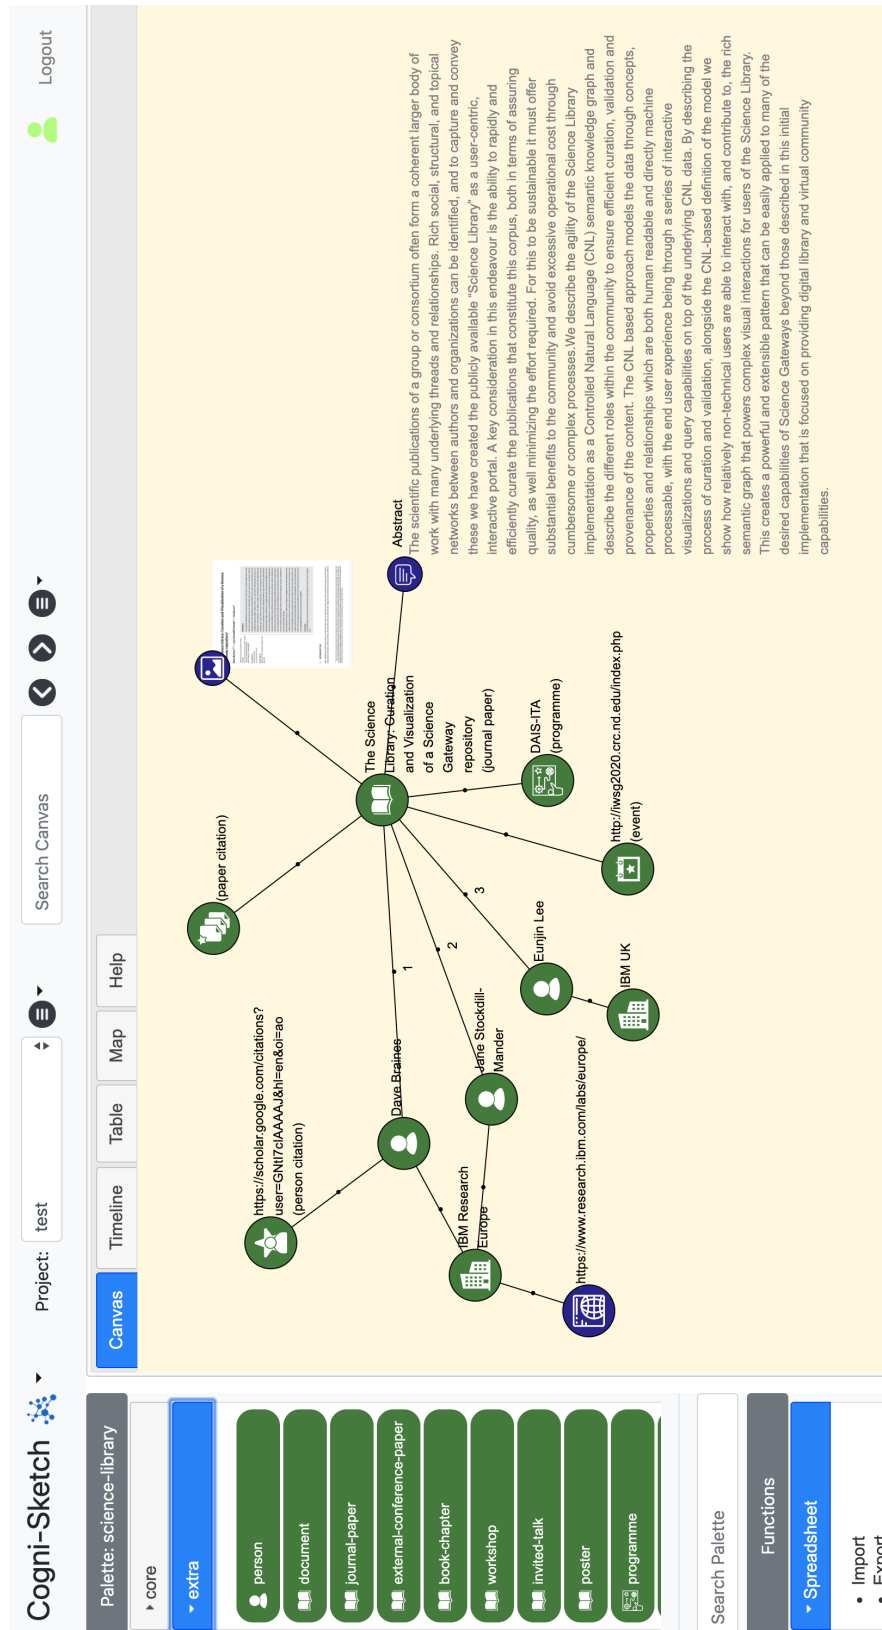 Cogni-Sketch
Project:
test
Search Canvas
Logout
Palette: science-library
core
extra
person
document
journal-paper
external-conference-paper
book-chapter
workshop
invited-talk
poster
programme
Search Palette
Functions
Spreadsheet
Import
Export
Canvas
Timeline
Table
Map
Help
(paper citation)
https://scholar.google.com/citations?
user=GNtI7cIAAAAJ&hl=en&oi=ao
(person citation)
Dave Braines
1
The Science
Library: Curation
and Visualization
of a Science
Gateway
repository
(journal paper)
2
3
IBM Research
Europe
Jane Stockdill-
Mander
Eunjin Lee
DAIS-ITA
(programme)
https://www.research.ibm.com/labs/europe/
IBM UK
http://iwsg2020.crc.nd.edu/index.php
(event)
Abstract
The scientific publications of a group or consortium often form a coherent larger body of
work with many underlying threads and relationships. Rich social, structural, and topical
networks between authors and organizations can be identified, and to capture and convey
these we have created the publicly available "Science Library" as a user-centric,
interactive portal. A key consideration in this endeavour is the ability to rapidly and
efficiently curate the publications that constitute this corpus, both in terms of assuring
quality, as well minimizing the effort required. For this to be sustainable it must offer
substantial benefits to the community and avoid excessive operational cost through
cumbersome or complex processes.We describe the agility of the Science Library
implementation as a Controlled Natural Language (CNL) semantic knowledge graph and
describe the different roles within the community to ensure efficient curation, validation and
provenance of the content. The CNL based approach models the data through concepts,
properties and relationships which are both human readable and directly machine
processable, with the end user experience being through a series of interactive
visualizations and query capabilities on top of the underlying CNL data. By describing the
process of curation and validation, alongside the CNL-based definition of the model we
show how relatively non-technical users are able to interact with, and contribute to, the rich
semantic graph that powers complex visual interactions for users of the Science Library.
This creates a powerful and extensible pattern that can be easily applied to many of the
desired capabilities of Science Gateways beyond those described in this initial
implementation that is focused on providing digital library and virtual community
capabilities.